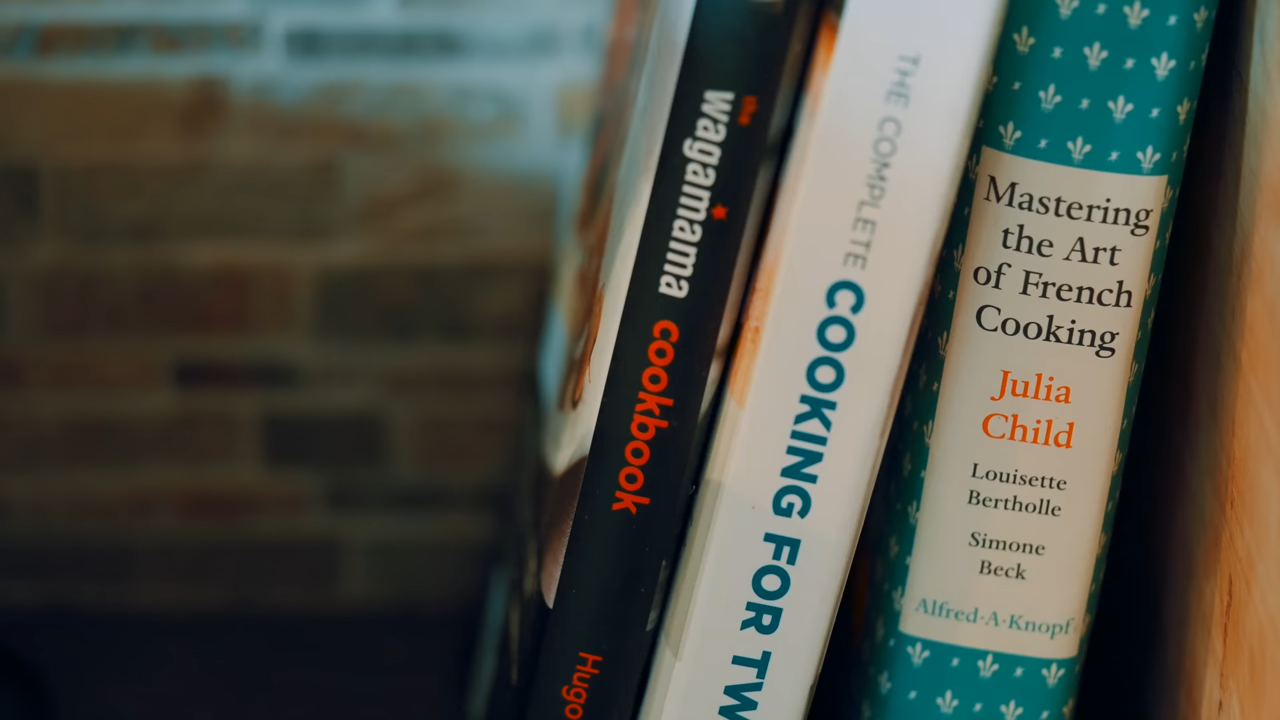 the
wagamama cookbook
Hugo
THE COMPLETE COOKING FOR TW
Mastering
the Art
of French
Cooking
Julia
Child
Louisette
Bertholle
Simone
Beck
Alfred·A·Knopf